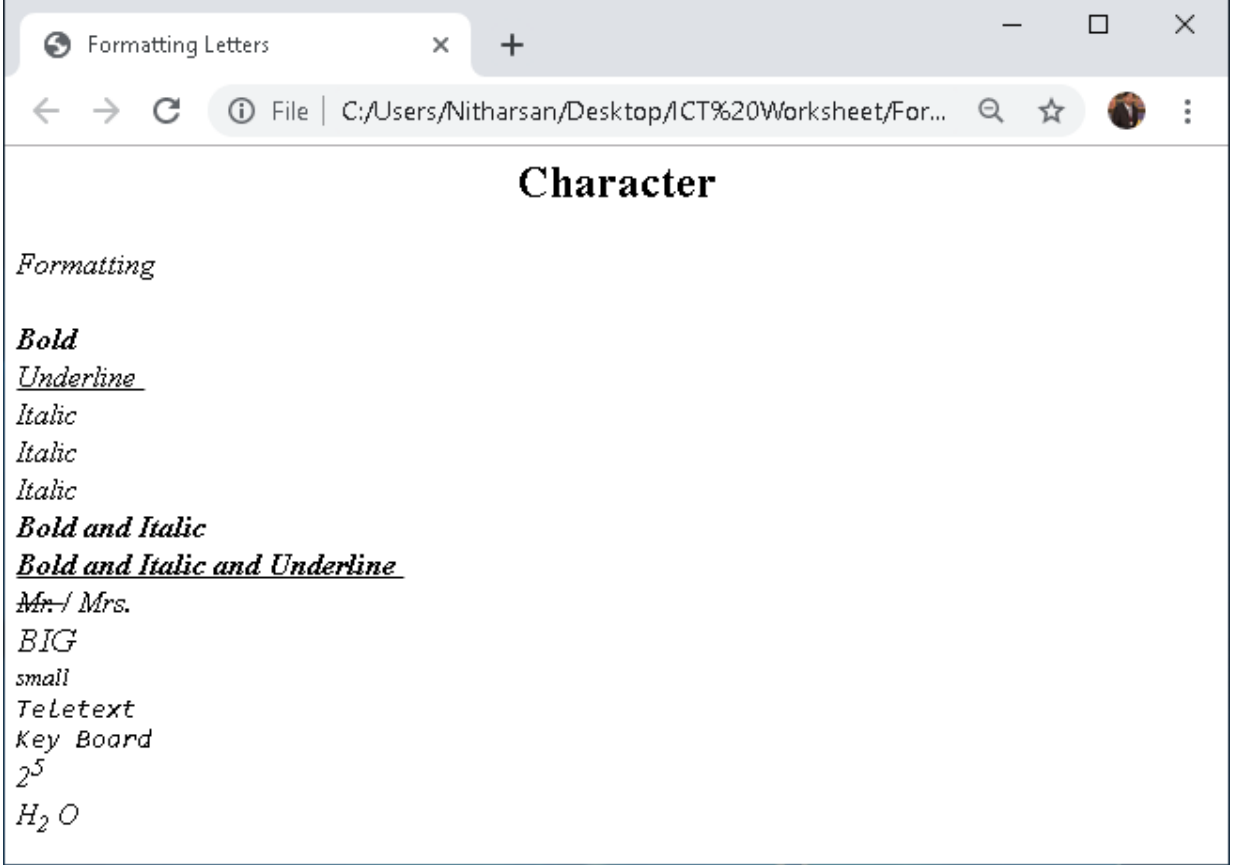 Formatting Letters
File | C:/Users/Nitharsan/Desktop/ICT%20Worksheet/For...
Character
Formatting
Bold
Underline
Italic
Italic
Italic
Bold and Italic
Bold and Italic and Underline
Mr. / Mrs.
BIG
small
Teletext
Key Board
2⁵
H₂ O